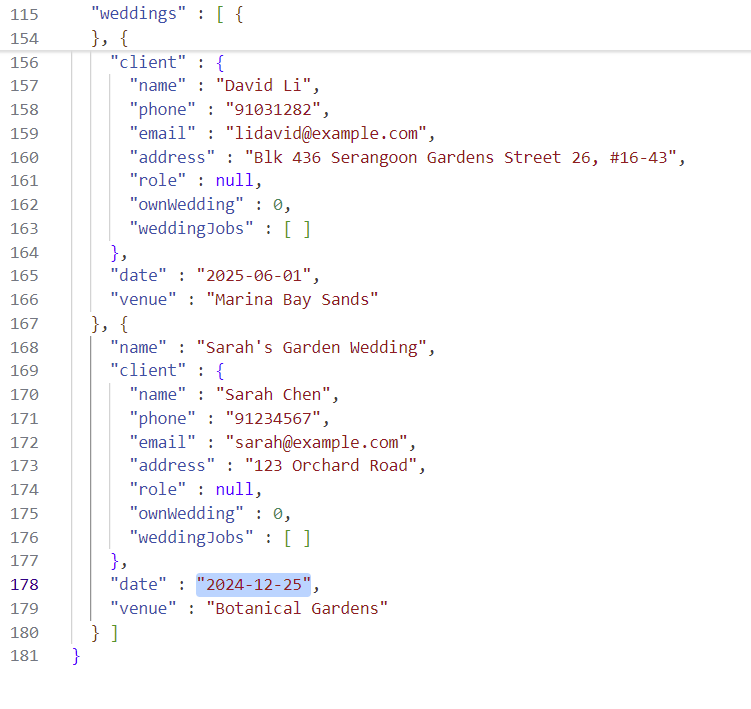 115 "weddings" : [ {
154 }, {
156 "client" : {
157 "name" : "David Li",
158 "phone" : "91031282",
159 "email" : "lidavid@example.com",
160 "address" : "Blk 436 Serangoon Gardens Street 26, #16-43",
161 "role" : null,
162 "ownWedding" : 0,
163 "weddingJobs" : [ ]
164 },
165 "date" : "2025-06-01",
166 "venue" : "Marina Bay Sands"
167 }, {
168 "name" : "Sarah's Garden Wedding",
169 "client" : {
170 "name" : "Sarah Chen",
171 "phone" : "91234567",
172 "email" : "sarah@example.com",
173 "address" : "123 Orchard Road",
174 "role" : null,
175 "ownWedding" : 0,
176 "weddingJobs" : [ ]
177 },
178 "date" : "2024-12-25",
179 "venue" : "Botanical Gardens"
180 } ]
181 }